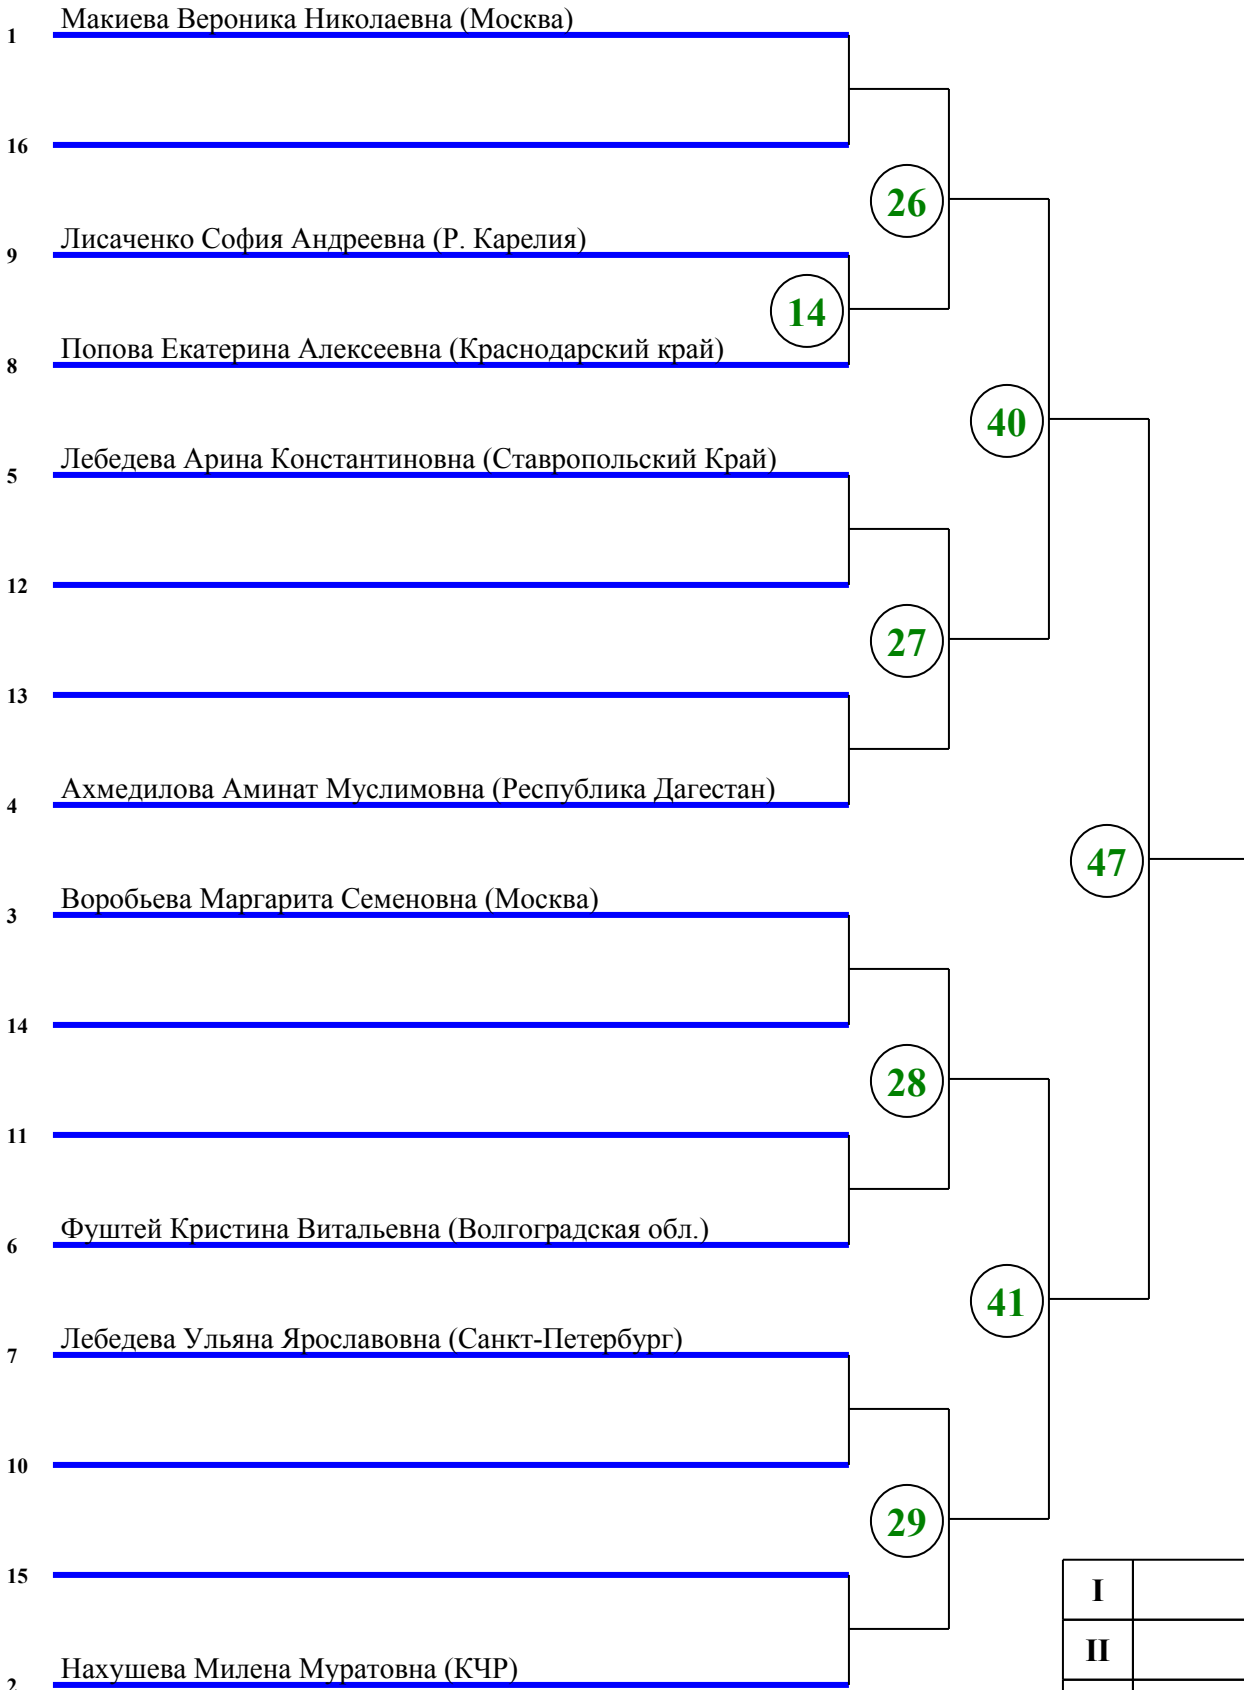 Макиева Вероника Николаевна (Москва)
1
16
26
Лисаченко София Андреевна (Р. Карелия)
9
14
Попова Екатерина Алексеевна (Краснодарский край)
8
40
Лебедева Арина Константиновна (Ставропольский Край)
5
12
27
13
Ахмедилова Аминат Муслимовна (Республика Дагестан)
4
47
Воробьева Маргарита Семеновна (Москва)
3
14
28
11
Фуштей Кристина Витальевна (Волгоградская обл.)
6
41
Лебедева Ульяна Ярославовна (Санкт-Петербург)
7
10
29
15
I
II
Нахушева Милена Муратовна (КЧР)
2